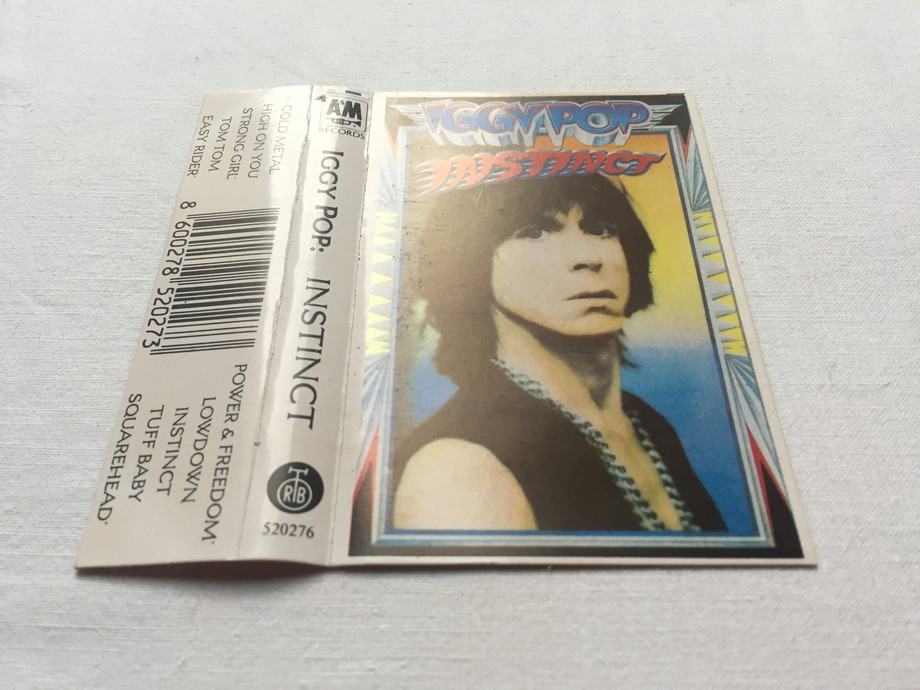 COLD METAL
HIGH ON YOU
STRONG GIRL
TOM TOM
EASY RIDER
8 600278 520273
POWER & FREEDOM
LOWDOWN
INSTINCT
TUFF BABY
SQUAREHEAD
A&M
RECORDS
IGGY POP: INSTINCT
RTB
520276
IGGY POP
INSTINCT